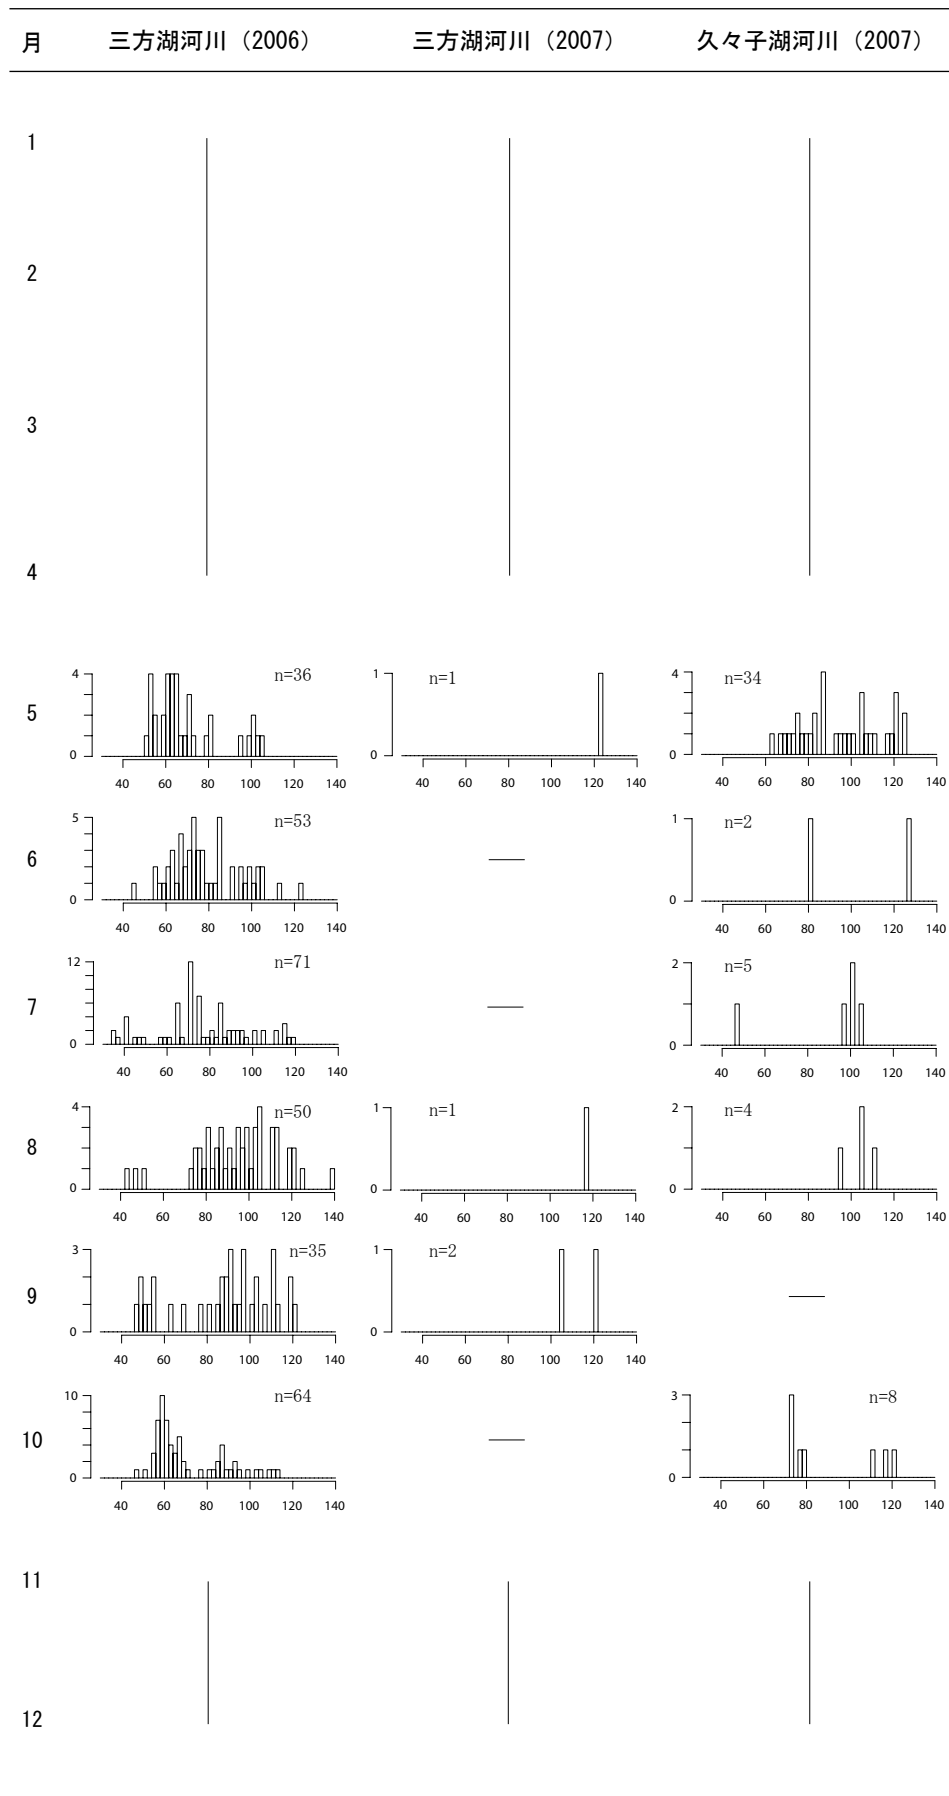 月 三方湖河川（2006） 三方湖河川（2007） 久々子湖河川（2007）
1
2
3
4
5
4 0 n=36 40 60 80 100 120 140
1 0 n=1 40 60 80 100 120 140
4 0 n=34 40 60 80 100 120 140
6
5 0 n=53 40 60 80 100 120 140
1 0 n=2 40 60 80 100 120 140
7
12 0 n=71 40 60 80 100 120 140
2 0 n=5 40 60 80 100 120 140
8
4 0 n=50 40 60 80 100 120 140
1 0 n=1 40 60 80 100 120 140
2 0 n=4 40 60 80 100 120 140
9
3 0 n=35 40 60 80 100 120 140
1 0 n=2 40 60 80 100 120 140
10
10 0 n=64 40 60 80 100 120 140
3 0 n=8 40 60 80 100 120 140
11
12